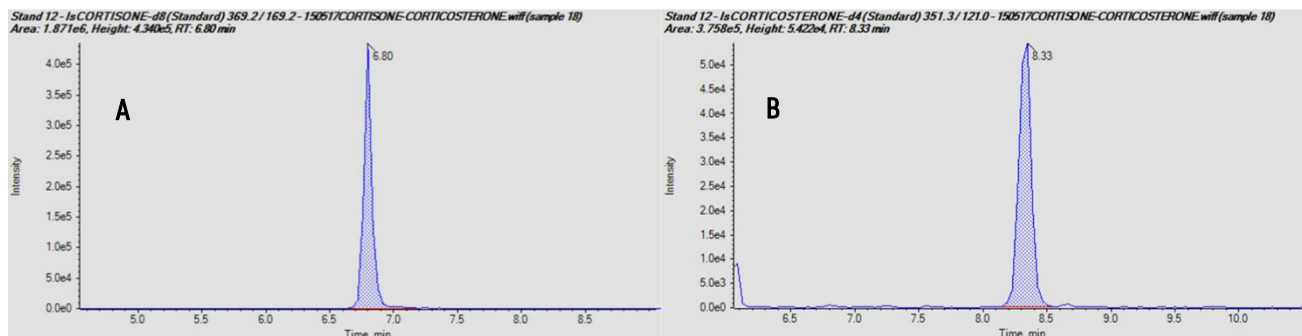 Stand 12 - IsCORTISONE-d8 (Standard) 369.2 / 169.2 - 150517CORTISONE-CORTICOSTERONE.wiff (sample 18)
Area: 1.871e6, Height: 4.340e5, RT: 6.80 min
6.80
A
4.0e5
3.0e5
2.5e5
2.0e5
1.5e5
1.0e5
5.0e4
0.0e0
Intensity
5.0 5.5 6.0 6.5 7.0 7.5 8.0 8.5
Time, min
Stand 12 - IsCORTICOSTERONE-d4 (Standard) 351.3 / 121.0 - 150517CORTISONE-CORTICOSTERONE.wiff (sample 18)
Area: 3.758e5, Height: 5.422e4, RT: 8.33 min
8.33
B
5.0e4
4.5e4
4.0e4
3.5e4
3.0e4
2.5e4
2.0e4
1.5e4
1.0e4
5.0e3
0.0e0
Intensity
6.5 7.0 7.5 8.0 8.5 9.0 9.5 10.0
Time, min